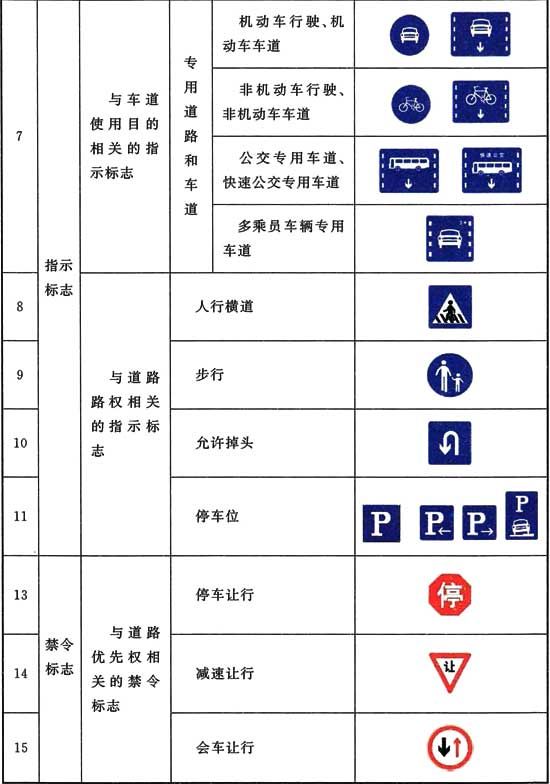 7
指示
标志
与车道
使用目的
相关的指
示标志
专
用
道
路
和
车
道
机动车行驶、机
动车车道
非机动车行驶、
非机动车车道
公交专用车道、
快速公交专用车道
快速公交
多乘员车辆专用
车道
8
与道路
路权相关
的指示标
志
人行横道
9
步行
10
允许掉头
11
停车位
P
P
P
P
13
禁令
标志
与道路
优先权相
关的禁令
标志
停车让行
停
14
减速让行
让
15
会车让行